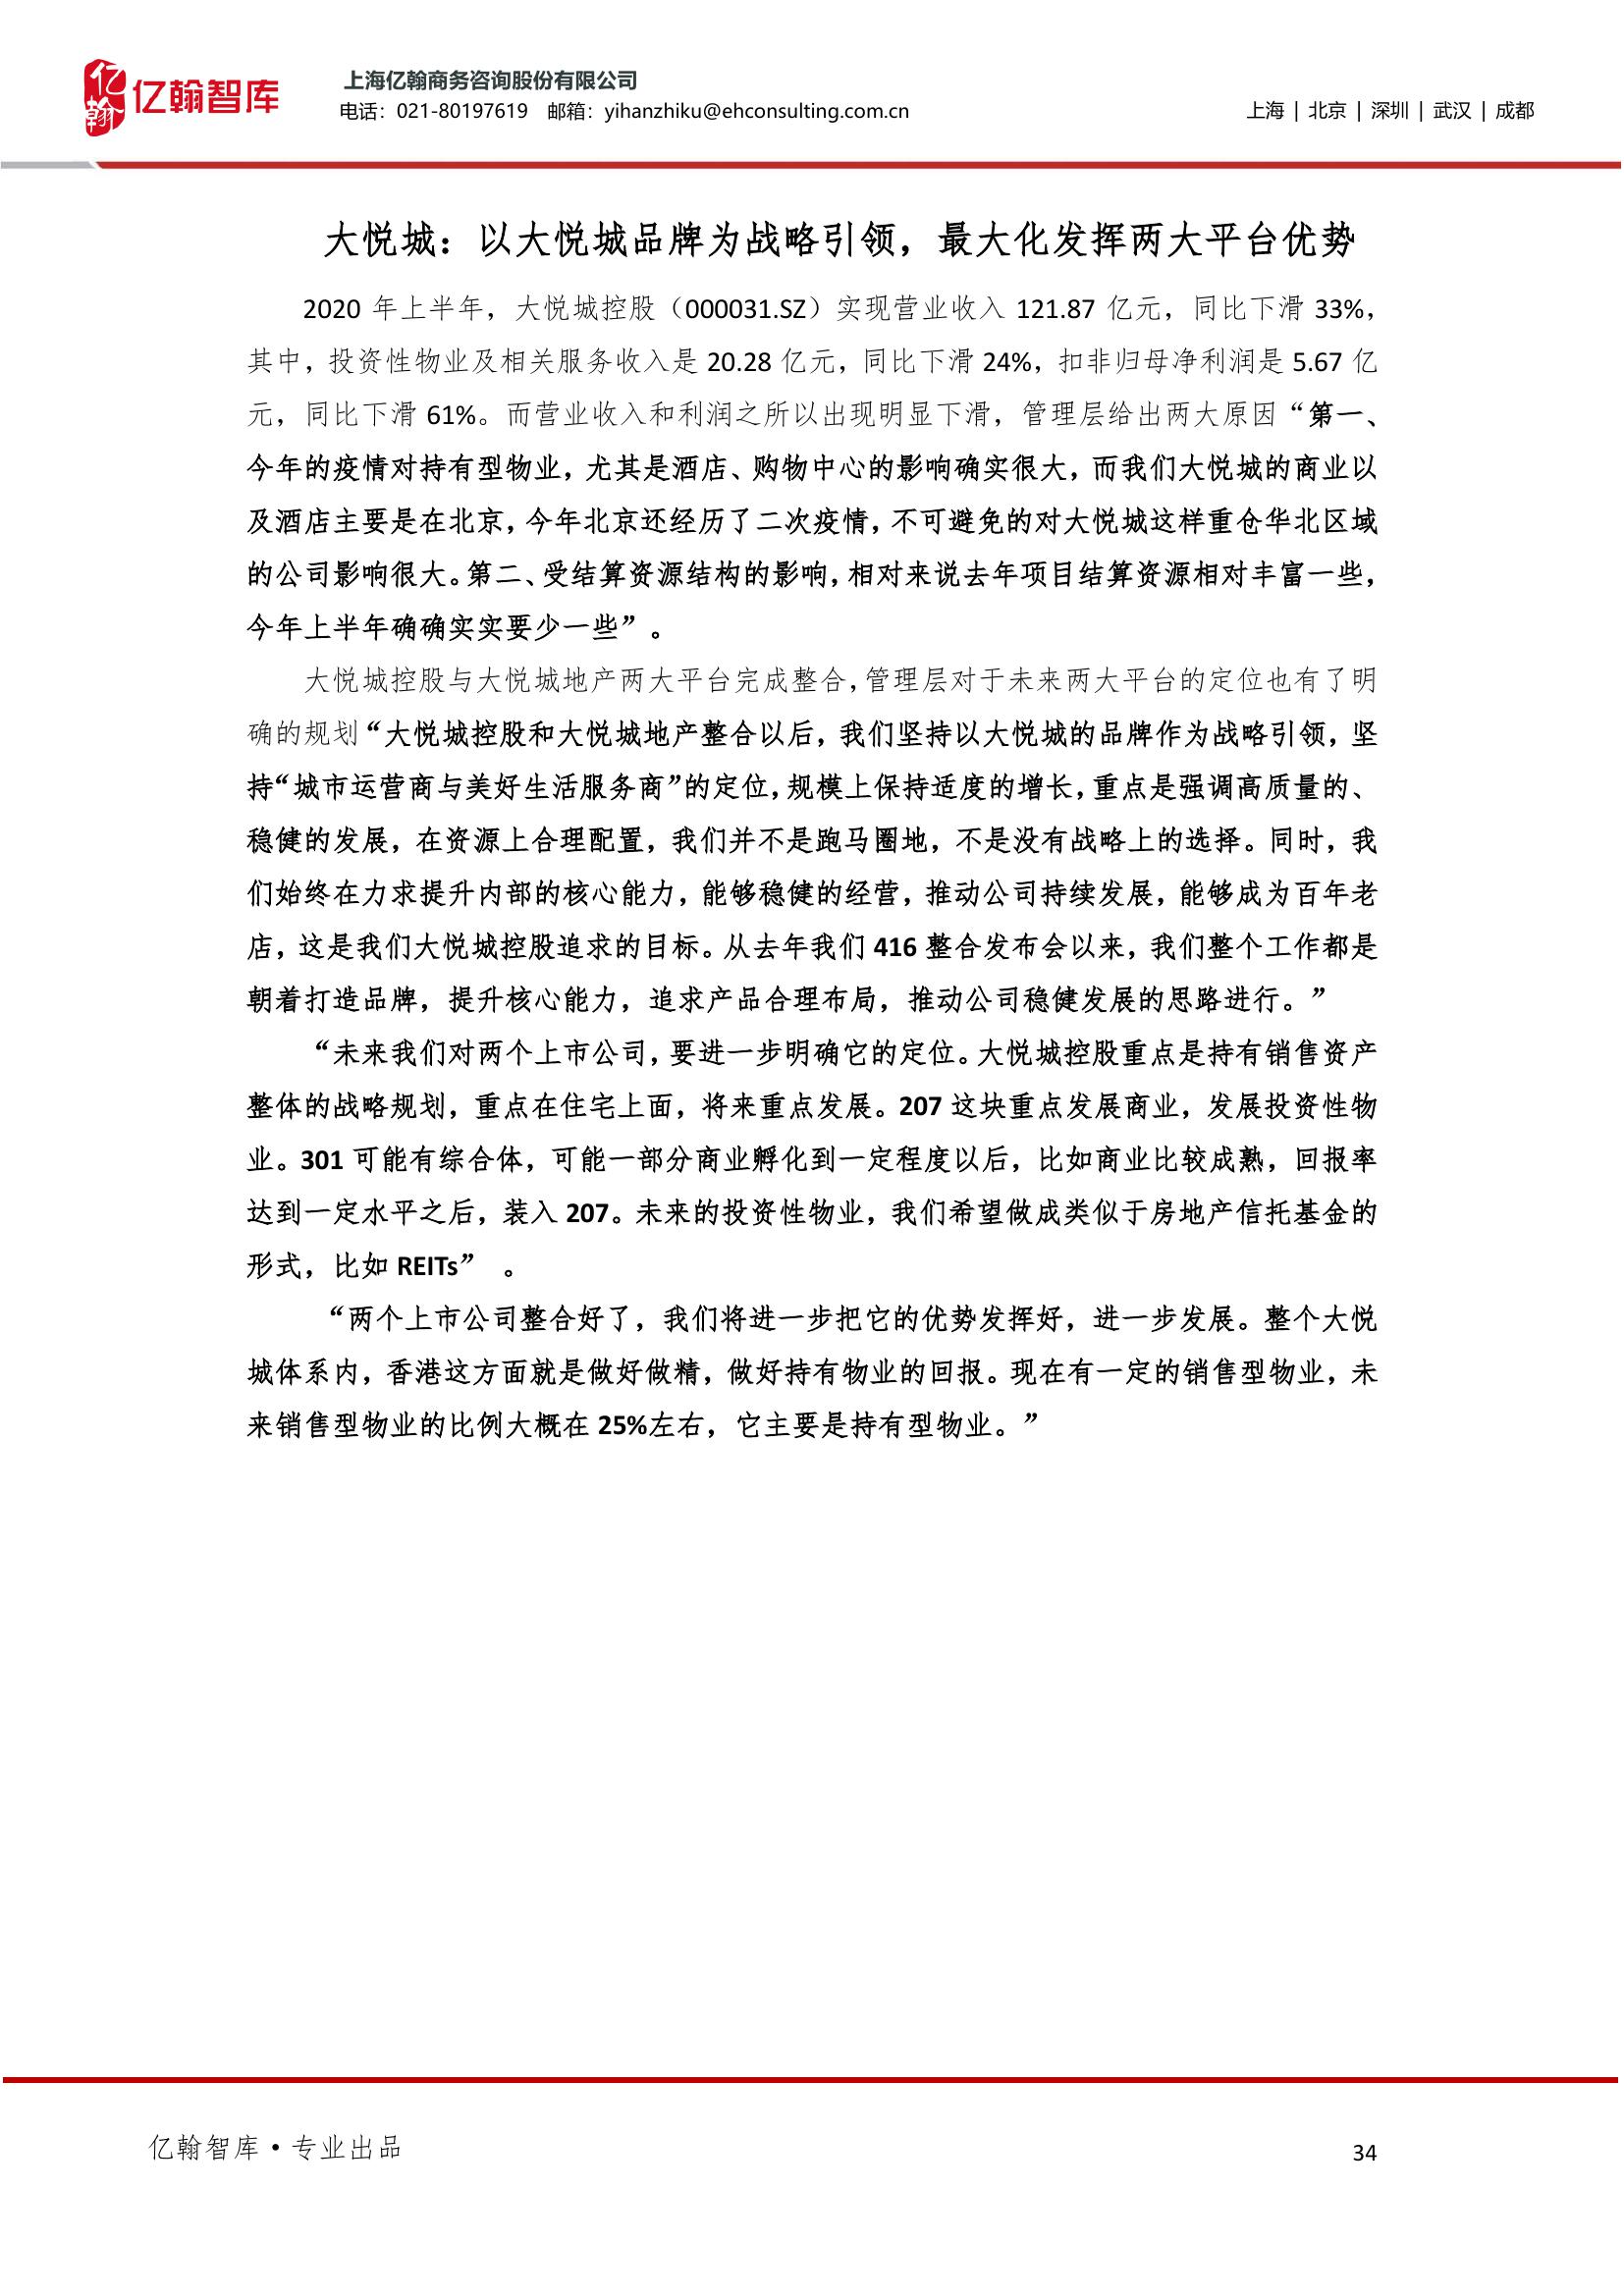 亿翰
亿翰智库
上海亿翰商务咨询股份有限公司
电话：021-80197619 邮箱：yihanzhiku@ehconsulting.com.cn
上海 | 北京 | 深圳 | 武汉 | 成都
大悦城：以大悦城品牌为战略引领，最大化发挥两大平台优势
2020 年上半年，大悦城控股（000031.SZ）实现营业收入 121.87 亿元，同比下滑 33%，
其中，投资性物业及相关服务收入是 20.28 亿元，同比下滑 24%，扣非归母净利润是 5.67 亿
元，同比下滑 61%。而营业收入和利润之所以出现明显下滑，管理层给出两大原因“第一、
今年的疫情对持有型物业，尤其是酒店、购物中心的影响确实很大，而我们大悦城的商业以
及酒店主要是在北京，今年北京还经历了二次疫情，不可避免的对大悦城这样重仓华北区域
的公司影响很大。第二、受结算资源结构的影响，相对来说去年项目结算资源相对丰富一些，
今年上半年确确实实要少一些”。
大悦城控股与大悦城地产两大平台完成整合，管理层对于未来两大平台的定位也有了明
确的规划“大悦城控股和大悦城地产整合以后，我们坚持以大悦城的品牌作为战略引领，坚
持“城市运营商与美好生活服务商”的定位，规模上保持适度的增长，重点是强调高质量的、
稳健的发展，在资源上合理配置，我们并不是跑马圈地，不是没有战略上的选择。同时，我
们始终在力求提升内部的核心能力，能够稳健的经营，推动公司持续发展，能够成为百年老
店，这是我们大悦城控股追求的目标。从去年我们 416 整合发布会以来，我们整个工作都是
朝着打造品牌，提升核心能力，追求产品合理布局，推动公司稳健发展的思路进行。”
“未来我们对两个上市公司，要进一步明确它的定位。大悦城控股重点是持有销售资产
整体的战略规划，重点在住宅上面，将来重点发展。207 这块重点发展商业，发展投资性物
业。301 可能有综合体，可能一部分商业孵化到一定程度以后，比如商业比较成熟，回报率
达到一定水平之后，装入 207。未来的投资性物业，我们希望做成类似于房地产信托基金的
形式，比如 REITs” 。
“两个上市公司整合好了，我们将进一步把它的优势发挥好，进一步发展。整个大悦
城体系内，香港这方面就是做好做精，做好持有物业的回报。现在有一定的销售型物业，未
来销售型物业的比例大概在 25%左右，它主要是持有型物业。”
亿翰智库·专业出品
34